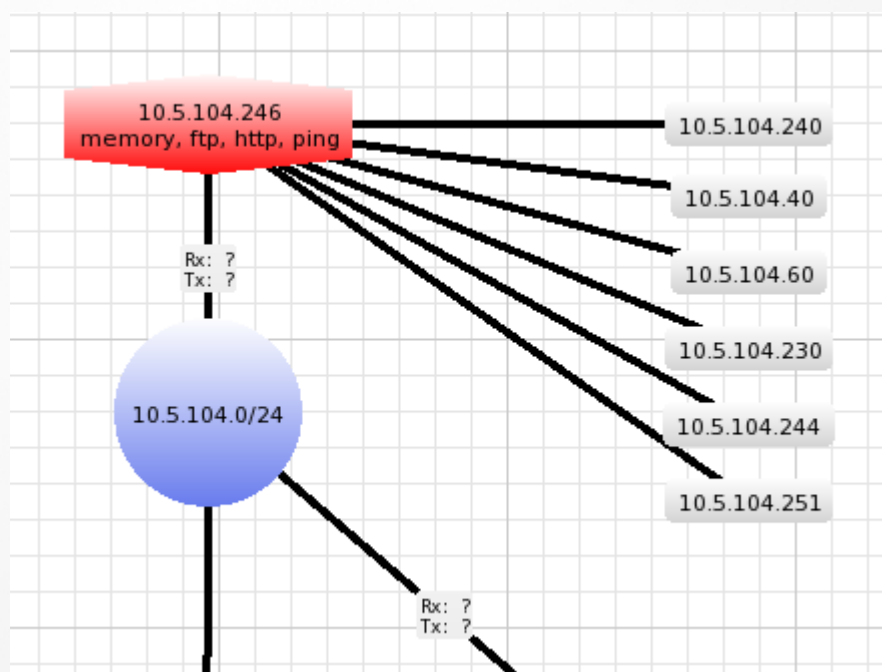 10.5.104.246
memory, ftp, http, ping
10.5.104.240
10.5.104.40
10.5.104.60
10.5.104.230
10.5.104.244
10.5.104.251
Rx: ?
Tx: ?
10.5.104.0/24
Rx: ?
Tx: ?